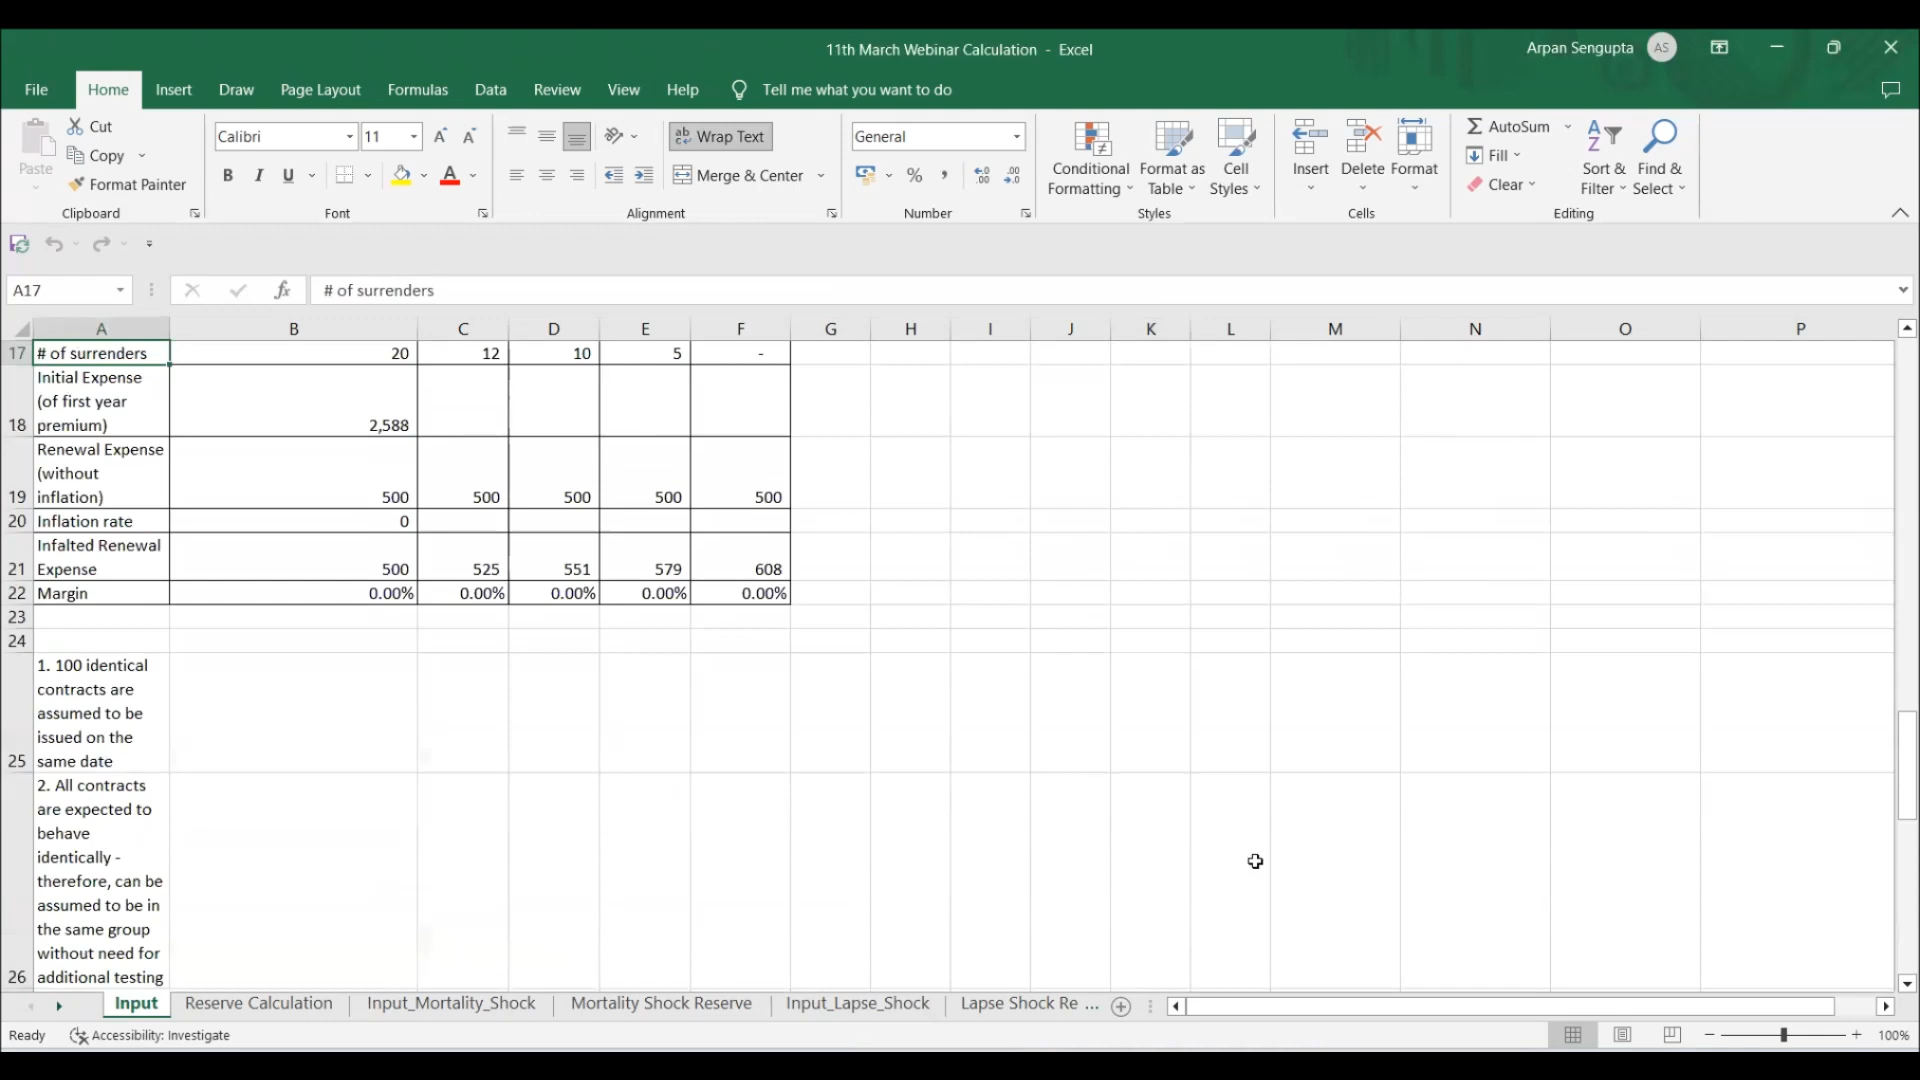 11th March Webinar Calculation - Excel
Arpan Sengupta AS
File Home Insert Draw Page Layout Formulas Data Review View Help Tell me what you want to do
Paste
Cut
Copy
Format Painter
Clipboard
Calibri 11
B I U
Font
Wrap Text
Merge & Center
Alignment
General
Number
Conditional Formatting
Format as Table
Cell Styles
Styles
Insert Delete Format
Cells
AutoSum
Fill
Clear
Sort & Filter
Find & Select
Editing
A17 fx # of surrenders
A B C D E F G H I J K L M N O P
17 # of surrenders 20 12 10 5 -
Initial Expense
(of first year
18 premium) 2,588
Renewal Expense
(without
19 inflation) 500 500 500 500 500
20 Inflation rate 0
Infalted Renewal
21 Expense 500 525 551 579 608
22 Margin 0.00% 0.00% 0.00% 0.00% 0.00%
23
24
1. 100 identical
contracts are
assumed to be
issued on the
25 same date
2. All contracts
are expected to
behave
identically -
therefore, can be
assumed to be in
the same group
without need for
26 additional testing
Input Reserve Calculation Input_Mortality_Shock Mortality Shock Reserve Input_Lapse_Shock Lapse Shock Re ...
Ready Accessibility: Investigate 100%